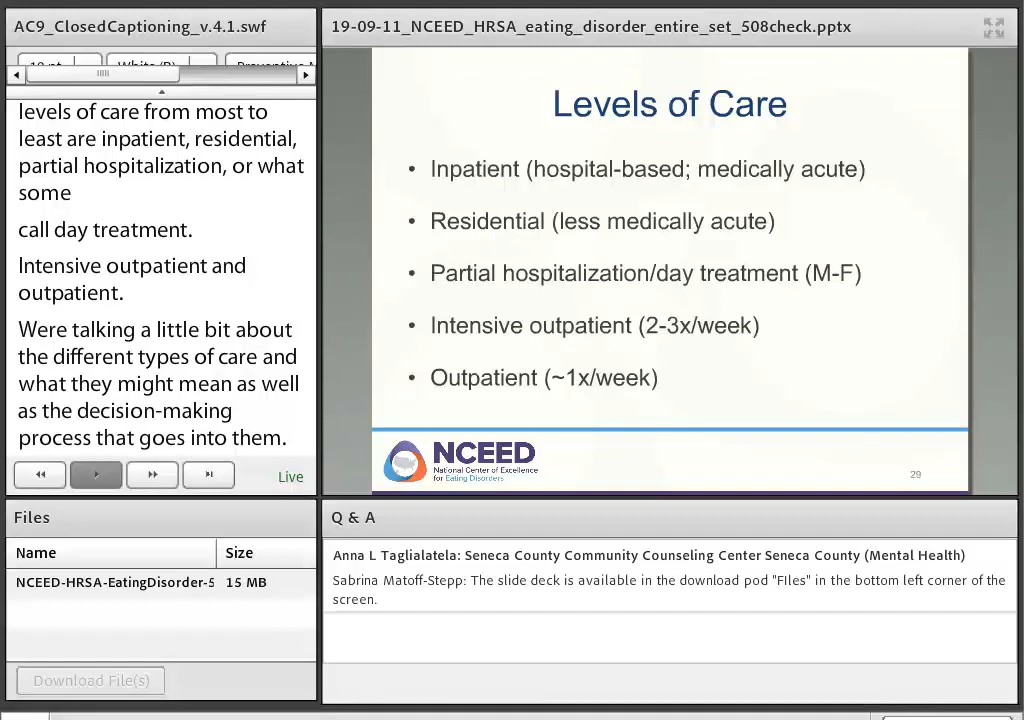 AC9_ClosedCaptioning_v.4.1.swf
levels of care from most to
least are inpatient, residential,
partial hospitalization, or what
some
call day treatment.
Intensive outpatient and
outpatient.
Were talking a little bit about
the different types of care and
what they might mean as well
as the decision-making
process that goes into them.
Live
19-09-11_NCEED_HRSA_eating_disorder_entire_set_508check.pptx
Levels of Care
• Inpatient (hospital-based; medically acute)
• Residential (less medically acute)
• Partial hospitalization/day treatment (M-F)
• Intensive outpatient (2-3x/week)
• Outpatient (~1x/week)
NCEED
National Center of Excellence
for Eating Disorders
29
Files
Name Size
NCEED-HRSA-EatingDisorder-5 15 MB
Download File(s)
Q & A
Anna L Taglialatela: Seneca County Community Counseling Center Seneca County (Mental Health)
Sabrina Matoff-Stepp: The slide deck is available in the download pod "FIles" in the bottom left corner of the
screen.